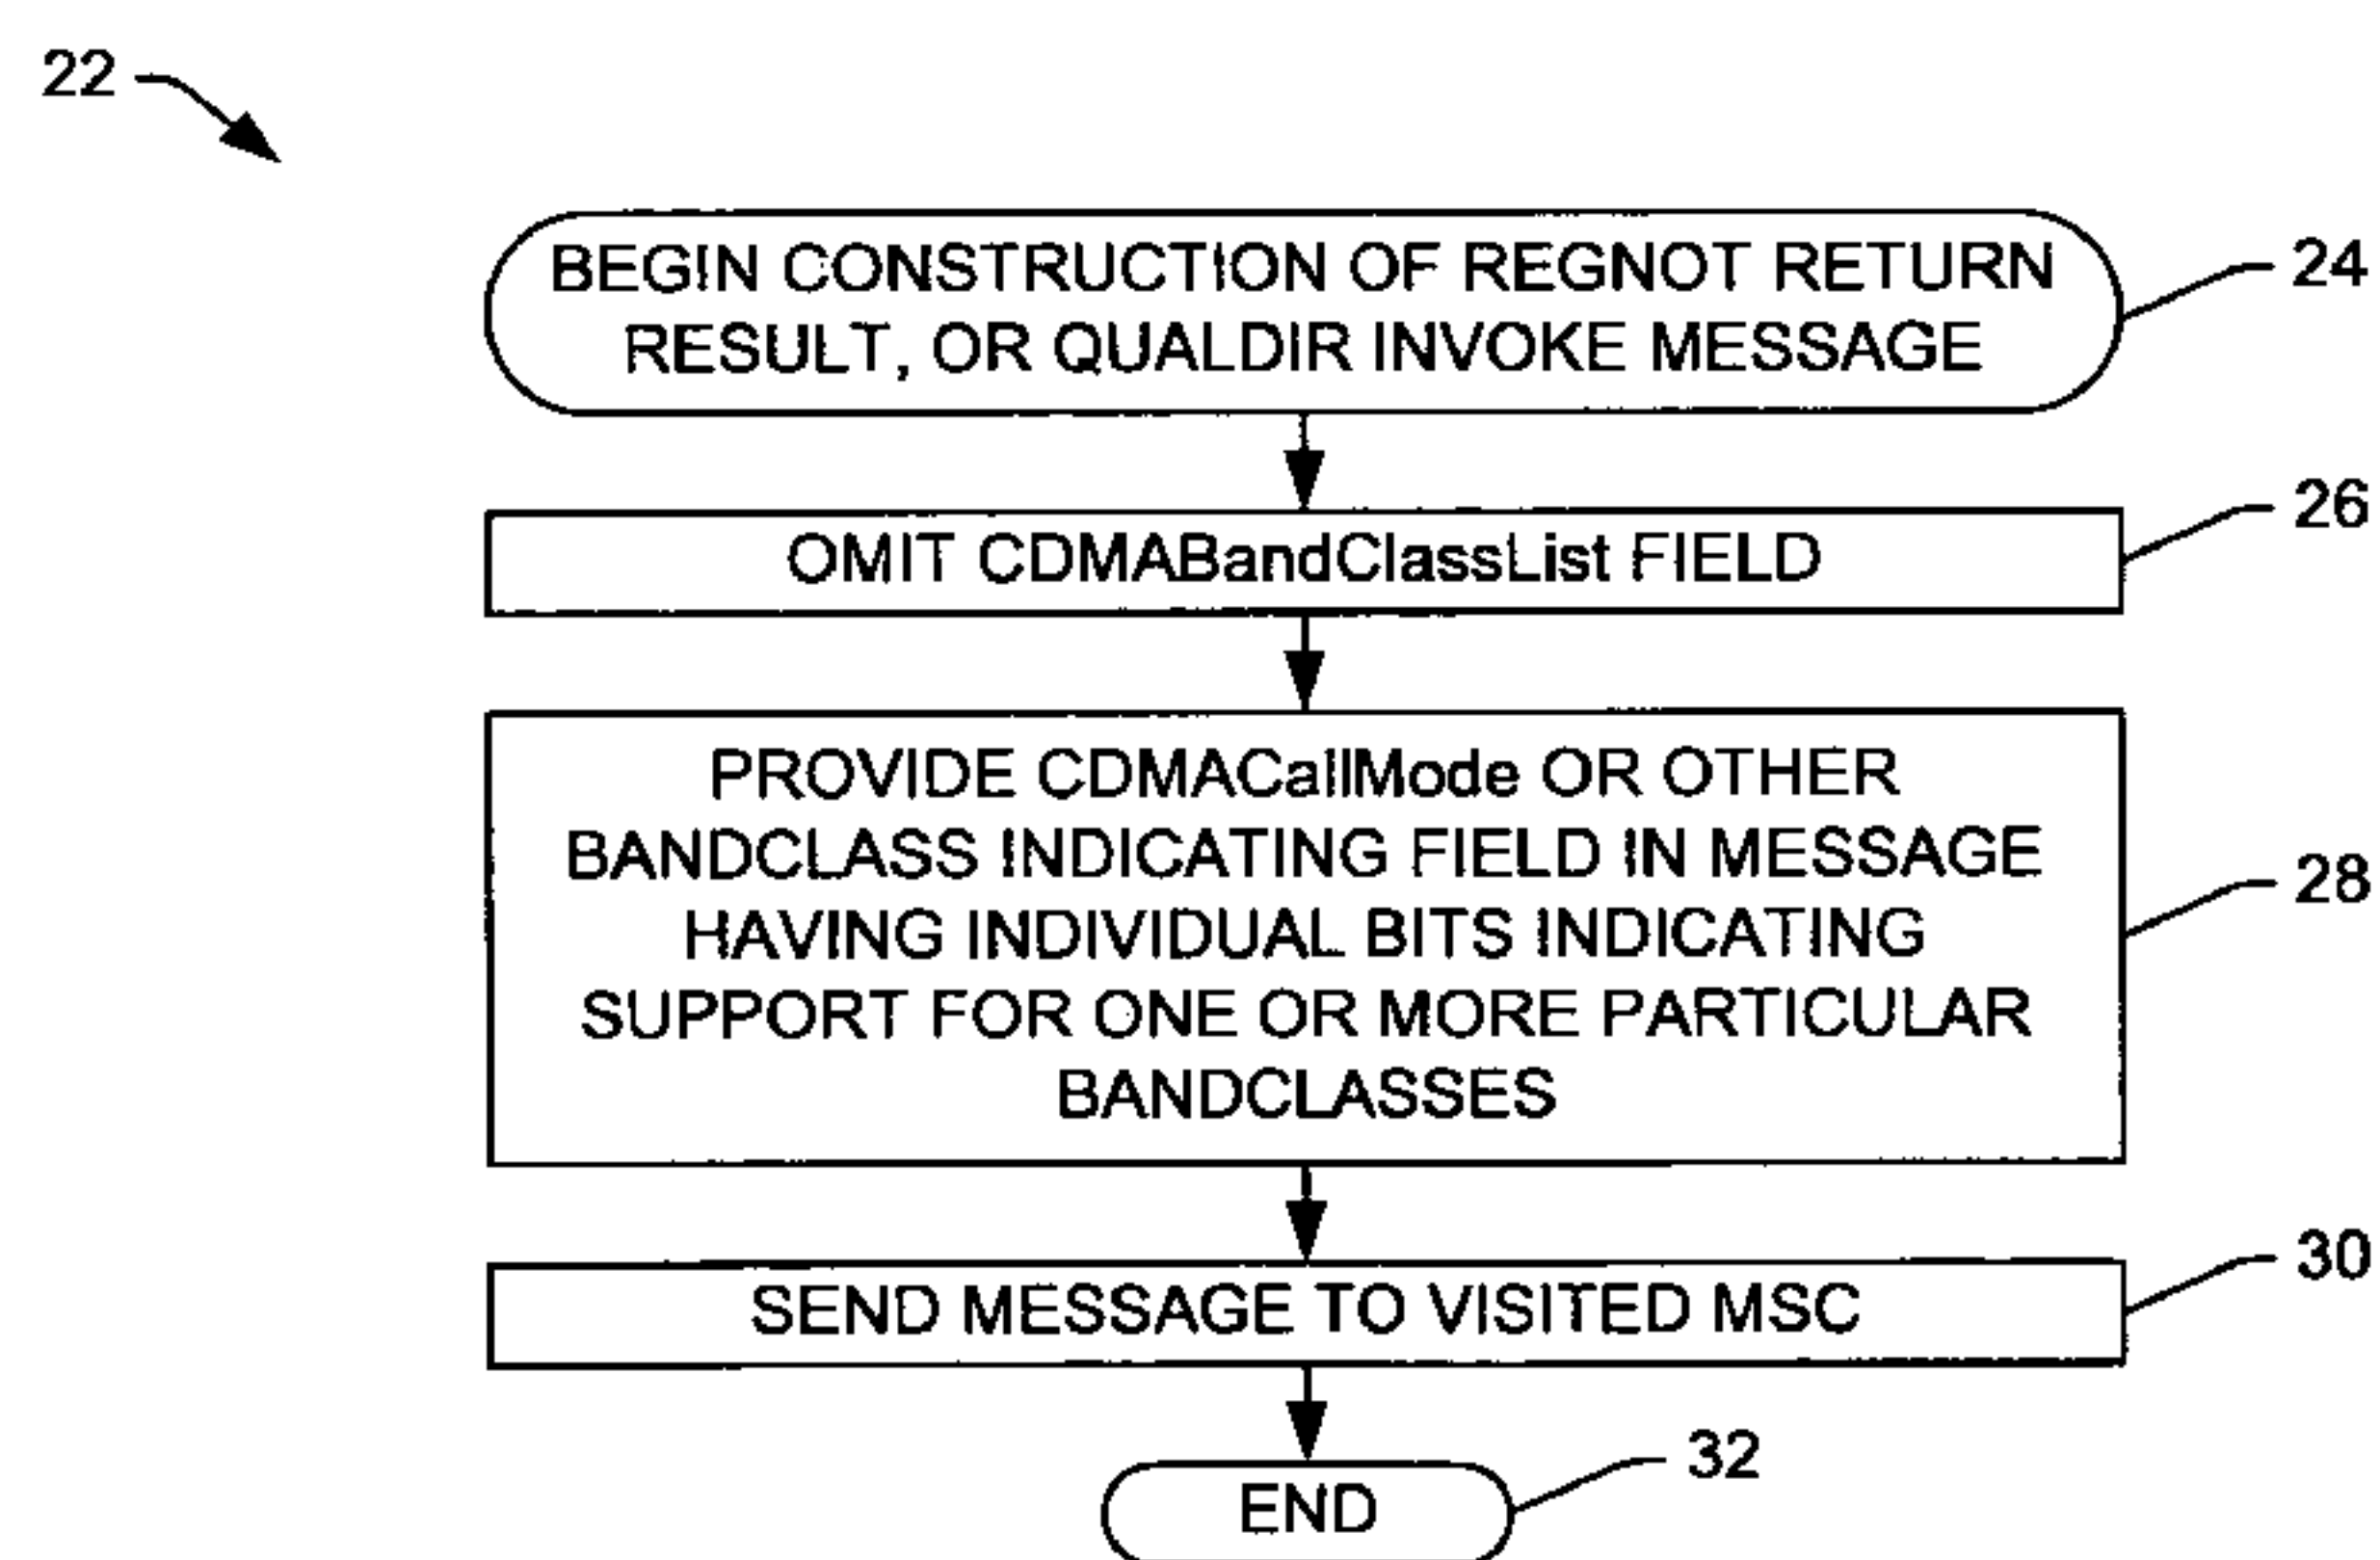 22
BEGIN CONSTRUCTION OF REGNOT RETURN
RESULT, OR QUALDIR INVOKE MESSAGE
24
OMIT CDMABandClassList FIELD
26
PROVIDE CDMACallMode OR OTHER
BANDCLASS INDICATING FIELD IN MESSAGE
HAVING INDIVIDUAL BITS INDICATING
SUPPORT FOR ONE OR MORE PARTICULAR
BANDCLASSES
28
SEND MESSAGE TO VISITED MSC
30
END
32